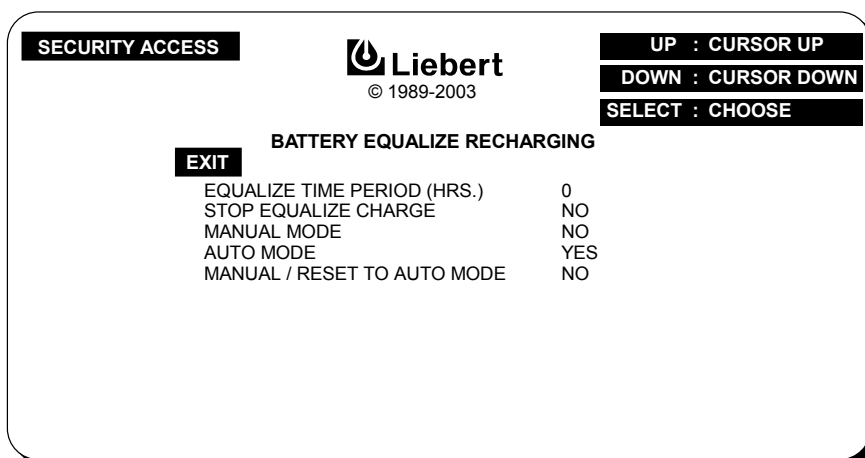 SECURITY ACCESS
Liebert
© 1989-2003
UP : CURSOR UP
DOWN : CURSOR DOWN
SELECT : CHOOSE
BATTERY EQUALIZE RECHARGING
EXIT
EQUALIZE TIME PERIOD (HRS.) 0
STOP EQUALIZE CHARGE NO
MANUAL MODE NO
AUTO MODE YES
MANUAL / RESET TO AUTO MODE NO